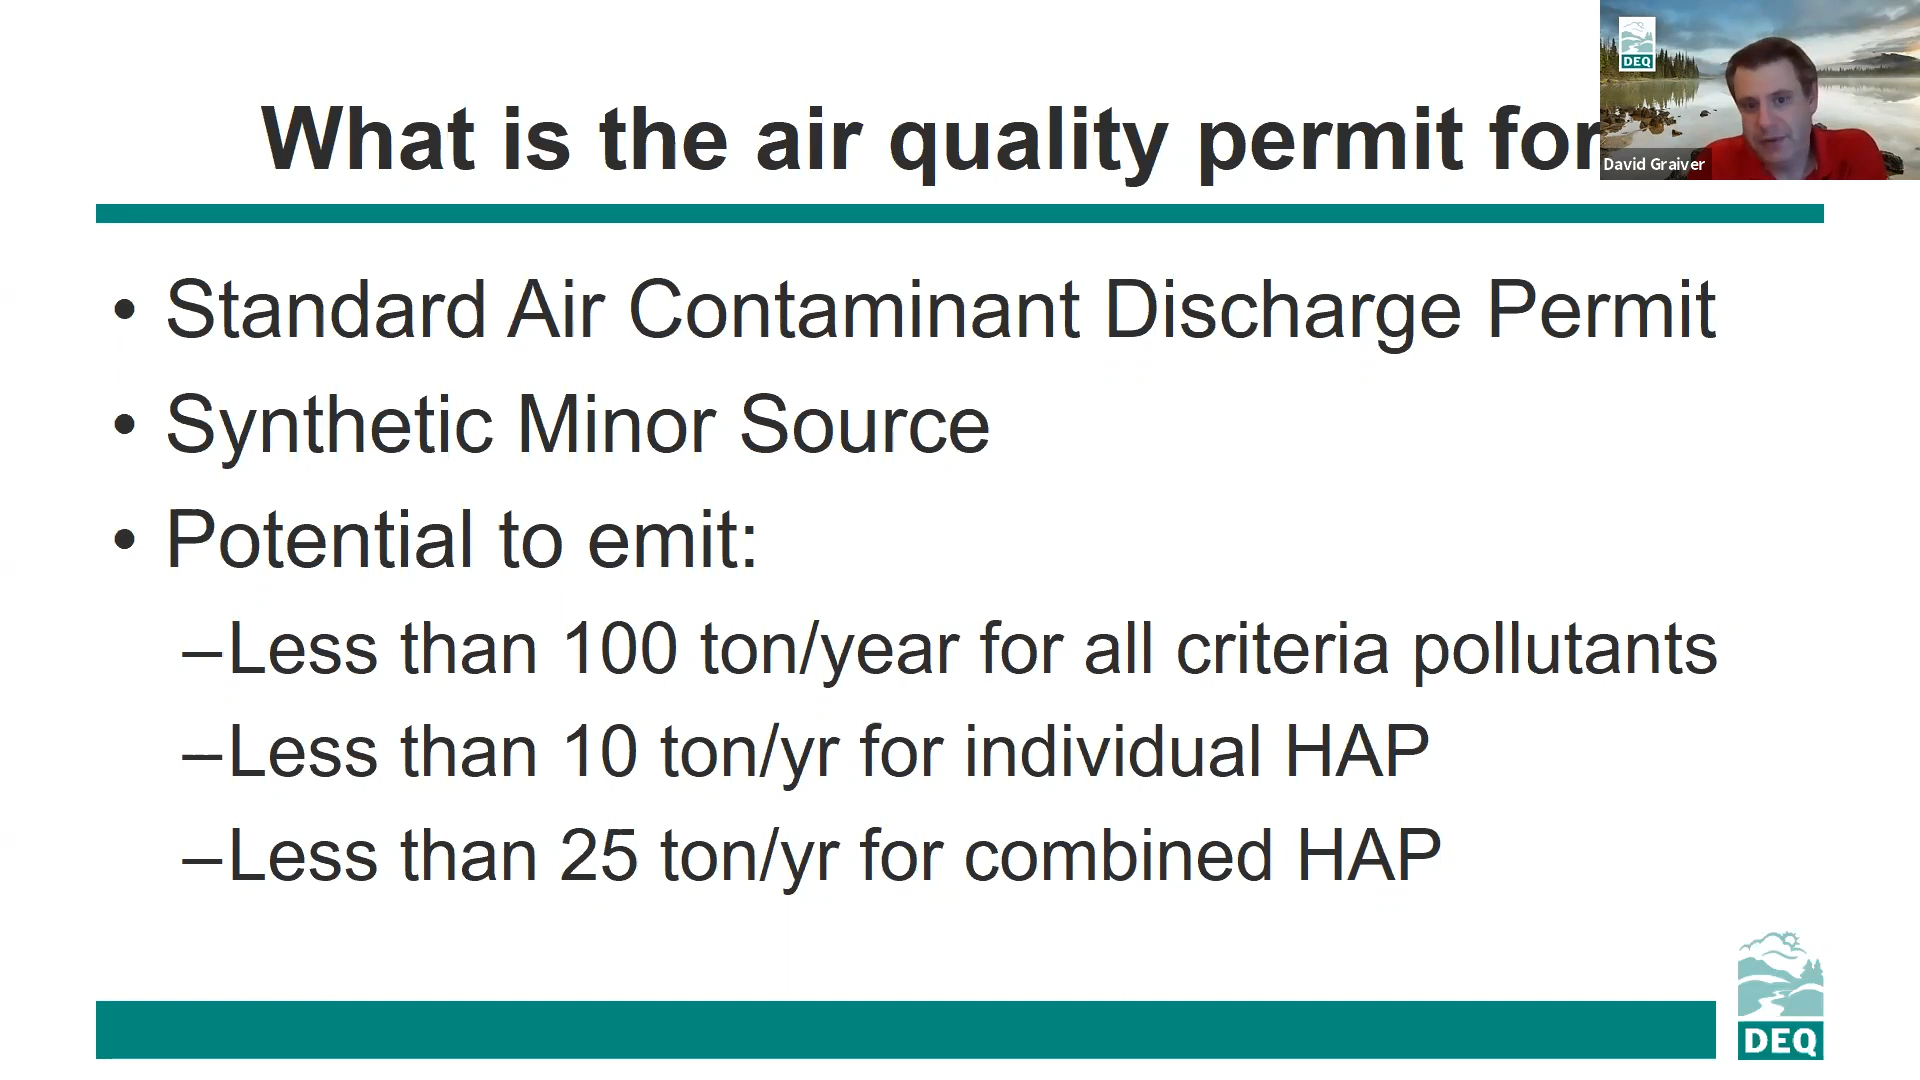 What is the air quality permit for
DEQ
David Graiver
• Standard Air Contaminant Discharge Permit
• Synthetic Minor Source
• Potential to emit:
–Less than 100 ton/year for all criteria pollutants
–Less than 10 ton/yr for individual HAP
–Less than 25 ton/yr for combined HAP
DEQ